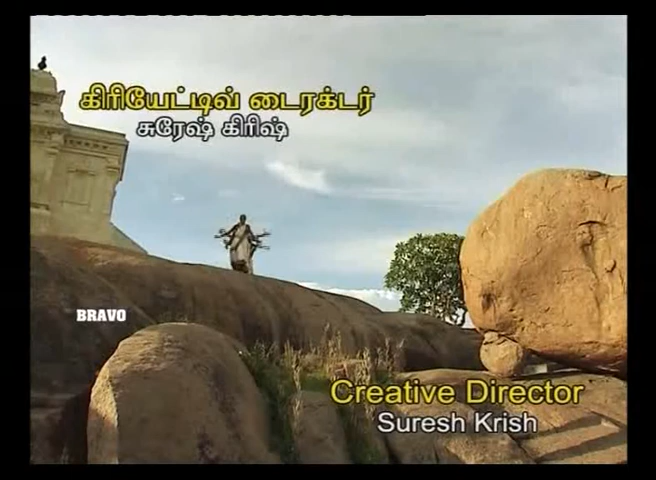 கிரியேட்டிவ் டைரக்டர்
சுரேஷ் கிரிஷ்
BRAVO
Creative Director
Suresh Krish